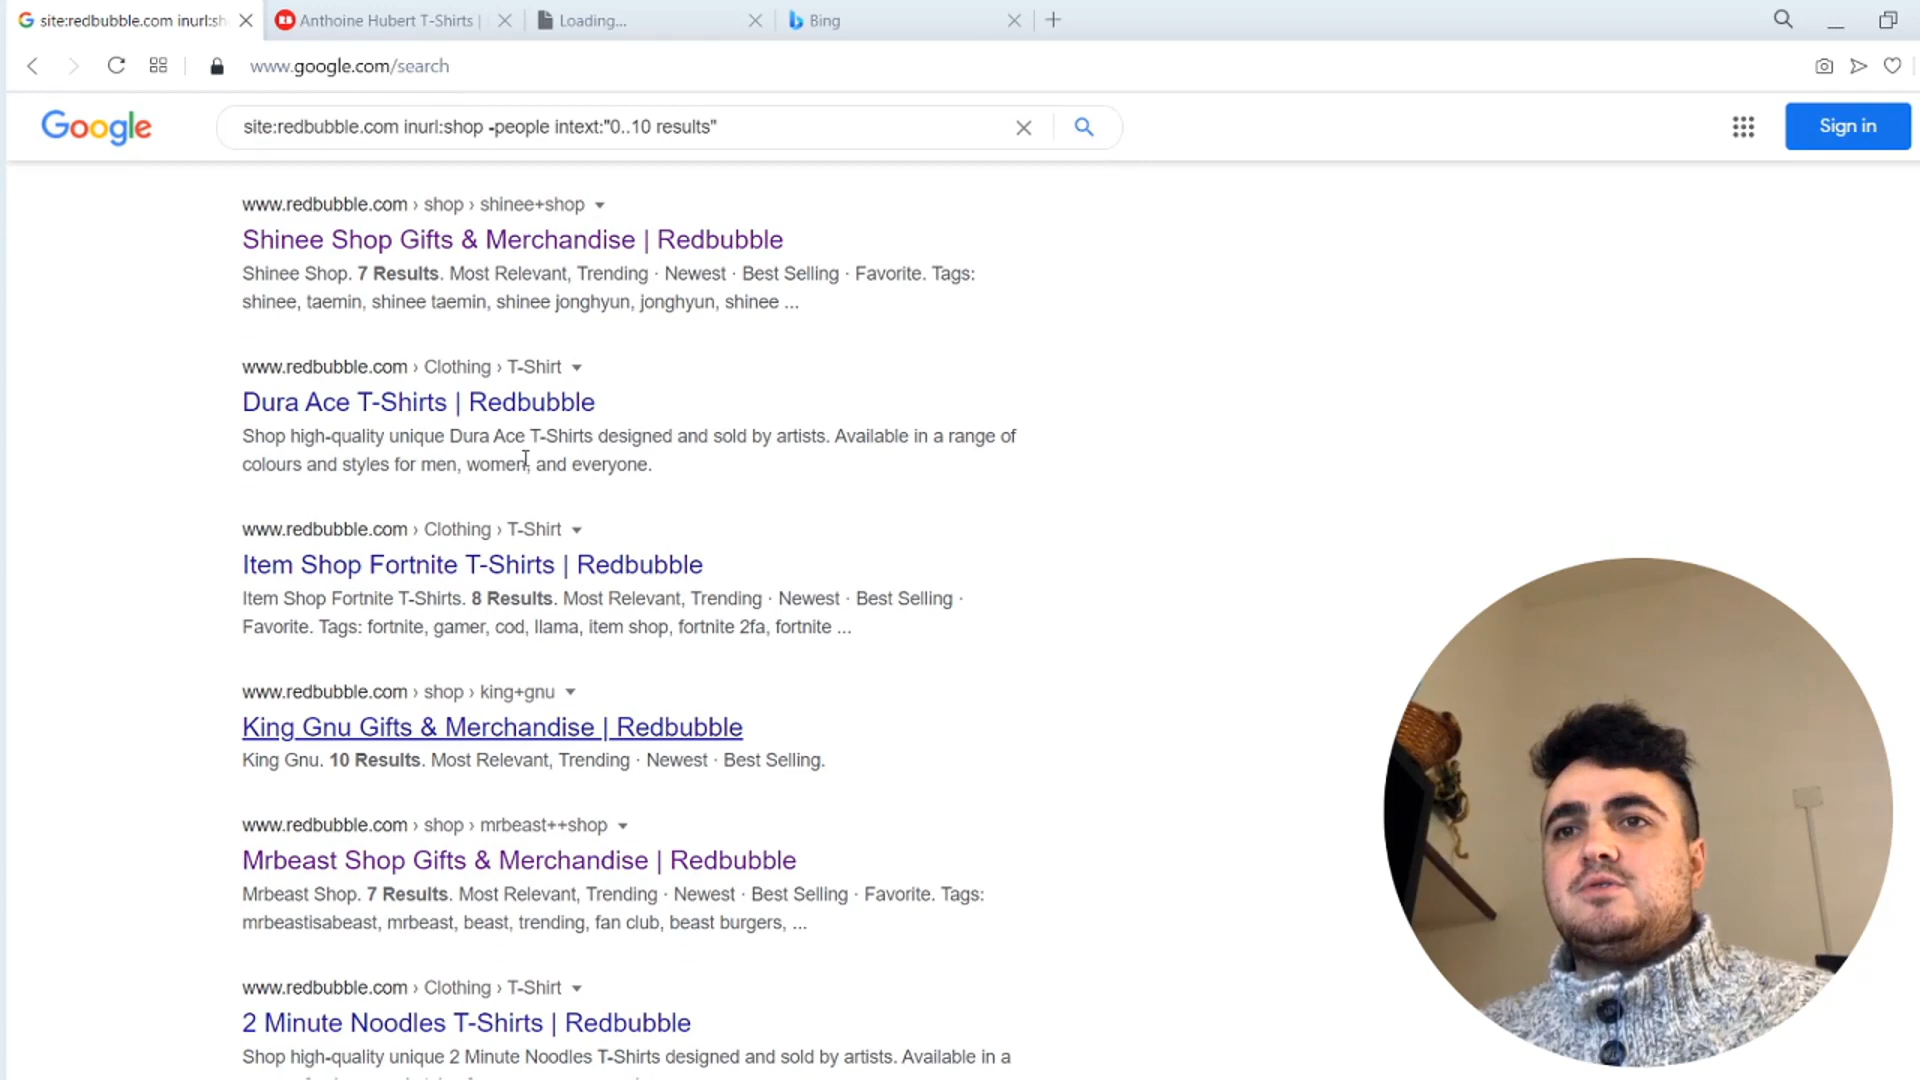 site:redbubble.com inurl:sh
Anthoine Hubert T-Shirts |
Loading...
Bing
www.google.com/search
Google
site:redbubble.com inurl:shop -people intext:"0..10 results"
Sign in
www.redbubble.com › shop › shinee+shop
Shinee Shop Gifts & Merchandise | Redbubble
Shinee Shop. 7 Results. Most Relevant, Trending · Newest · Best Selling · Favorite. Tags:
shinee, taemin, shinee taemin, shinee jonghyun, jonghyun, shinee ...
www.redbubble.com › Clothing › T-Shirt
Dura Ace T-Shirts | Redbubble
Shop high-quality unique Dura Ace T-Shirts designed and sold by artists. Available in a range of
colours and styles for men, women, and everyone.
www.redbubble.com › Clothing › T-Shirt
Item Shop Fortnite T-Shirts | Redbubble
Item Shop Fortnite T-Shirts. 8 Results. Most Relevant, Trending · Newest · Best Selling ·
Favorite. Tags: fortnite, gamer, cod, llama, item shop, fortnite 2fa, fortnite ...
www.redbubble.com › shop › king+gnu
King Gnu Gifts & Merchandise | Redbubble
King Gnu. 10 Results. Most Relevant, Trending · Newest · Best Selling.
www.redbubble.com › shop › mrbeast++shop
Mrbeast Shop Gifts & Merchandise | Redbubble
Mrbeast Shop. 7 Results. Most Relevant, Trending · Newest · Best Selling · Favorite. Tags:
mrbeastisabeast, mrbeast, beast, trending, fan club, beast burgers, ...
www.redbubble.com › Clothing › T-Shirt
2 Minute Noodles T-Shirts | Redbubble
Shop high-quality unique 2 Minute Noodles T-Shirts designed and sold by artists. Available in a